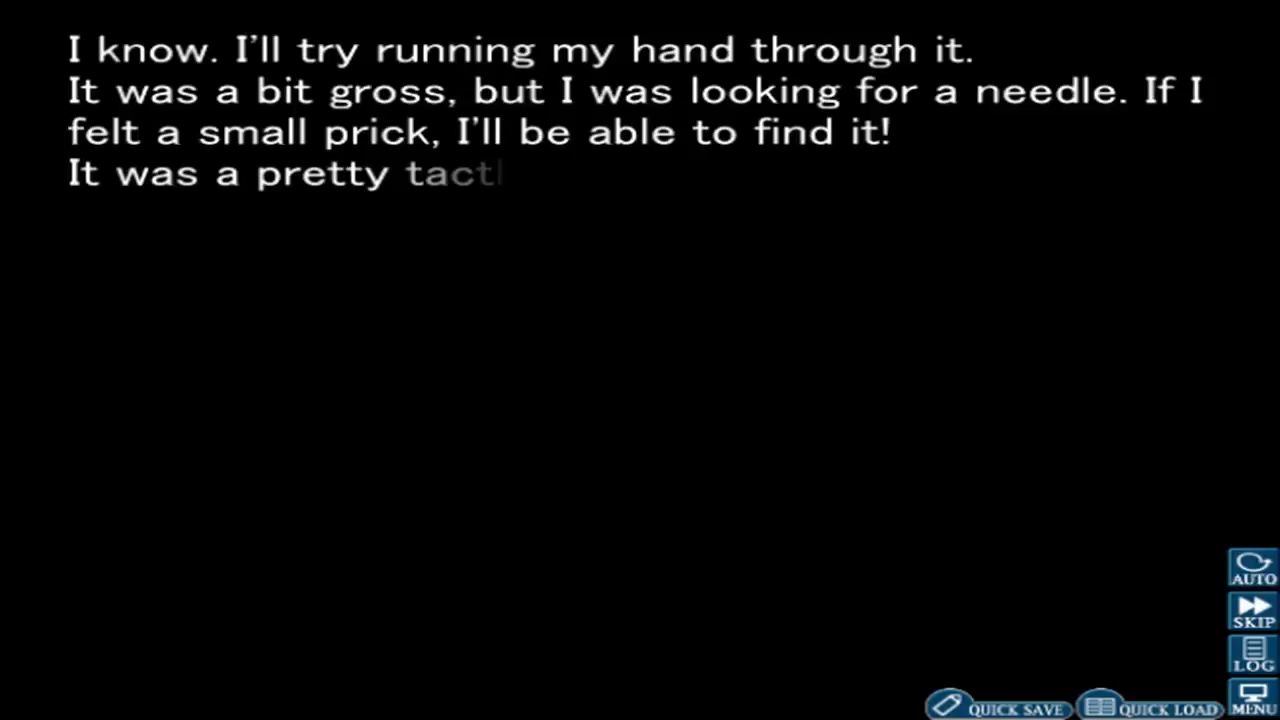 I know. I'll try running my hand through it.
It was a bit gross, but I was looking for a needle. If I
felt a small prick, I'll be able to find it!
It was a pretty
AUTO
SKIP
LOG
MENU
QUICK SAVE
QUICK LOAD